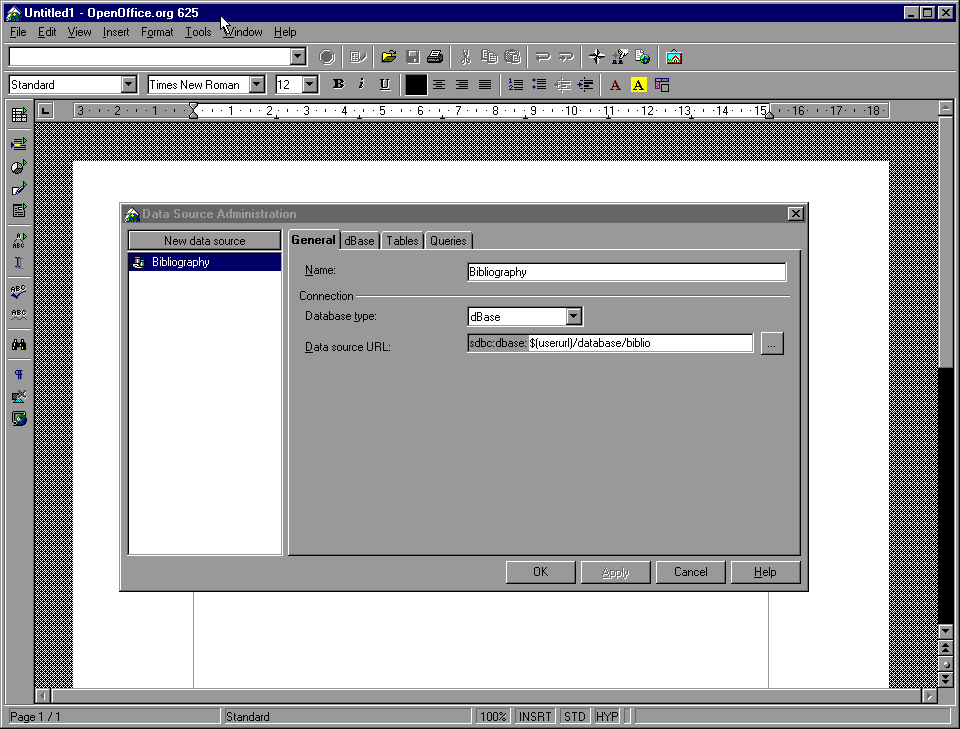 Untitled1 - OpenOffice.org 625
File Edit View Insert Format Tools Window Help
Standard Times New Roman 12 B i U A A
3 2 1 1 2 3 4 5 6 7 8 9 10 11 12 13 14 15 16 17 18
Data Source Administration
New data source
General dBase Tables Queries
Bibliography
Name: Bibliography
Connection
Database type: dBase
Data source URL: sdbc:dbase: $(userurl)/database/biblio ...
OK Apply Cancel Help
ABC
ABC
ABC
Page 1 / 1 Standard 100% INSRT STD HYP